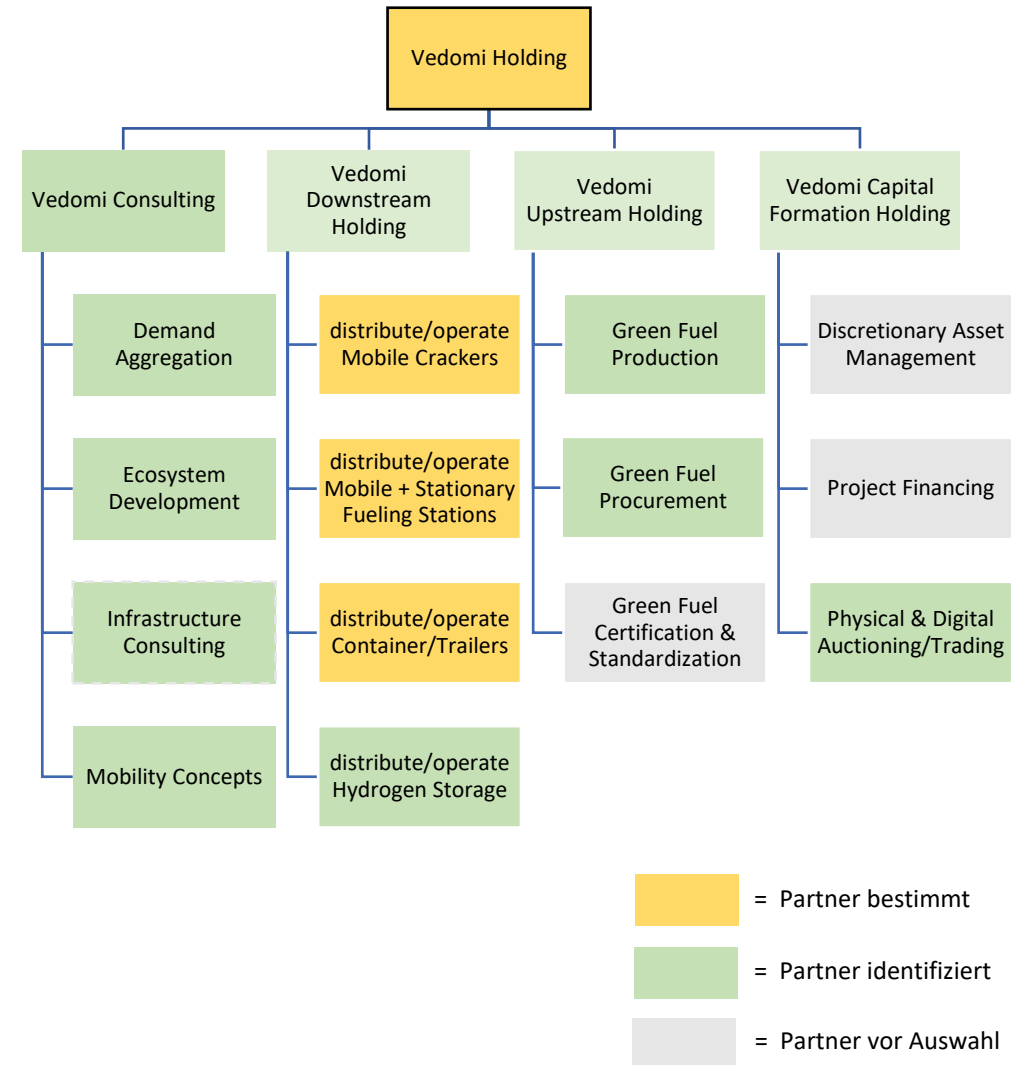 Vedomi Holding
Vedomi Consulting
Vedomi
Downstream
Holding
Vedomi
Upstream Holding
Vedomi Capital
Formation Holding
Demand
Aggregation
distribute/operate
Mobile Crackers
Green Fuel
Production
Discretionary Asset
Management
Ecosystem
Development
distribute/operate
Mobile + Stationary
Fueling Stations
Green Fuel
Procurement
Project Financing
Infrastructure
Consulting
distribute/operate
Container/Trailers
Green Fuel
Certification &
Standardization
Physical & Digital
Auctioning/Trading
Mobility Concepts
distribute/operate
Hydrogen Storage
= Partner bestimmt
= Partner identifiziert
= Partner vor Auswahl